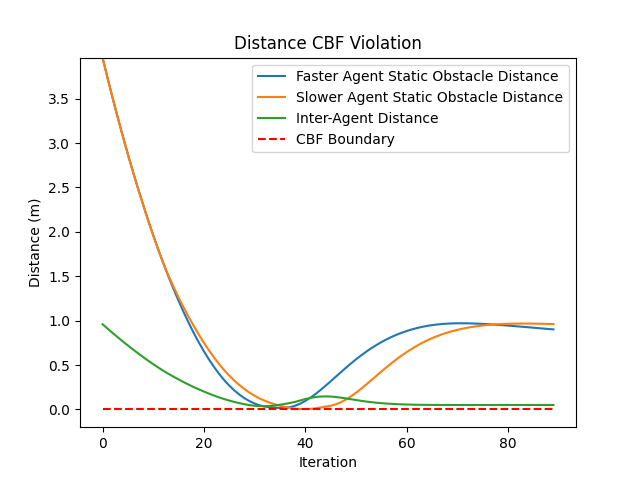 Distance CBF Violation
Faster Agent Static Obstacle Distance
Slower Agent Static Obstacle Distance
Inter-Agent Distance
CBF Boundary
Distance (m)
3.5
3.0
2.5
2.0
1.5
1.0
0.5
0.0
0 20 40 60 80
Iteration